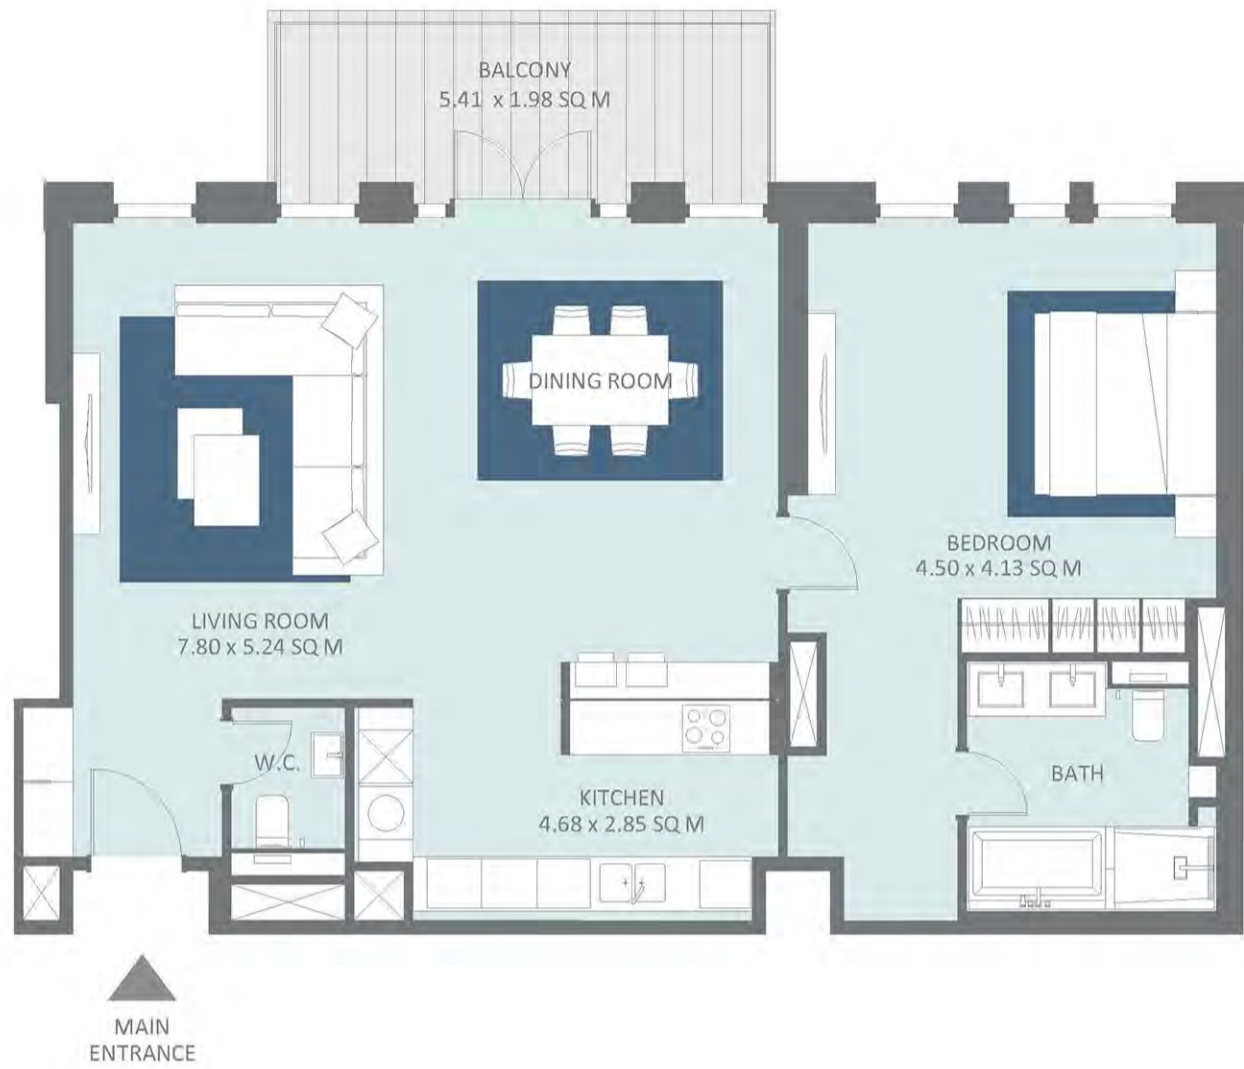 BALCONY
5.41 x 1.98 SQ M
DINING ROOM
BEDROOM
4.50 x 4.13 SQ M
LIVING ROOM
7.80 x 5.24 SQ M
W.C.
BATH
KITCHEN
4.68 x 2.85 SQ M
MAIN
ENTRANCE